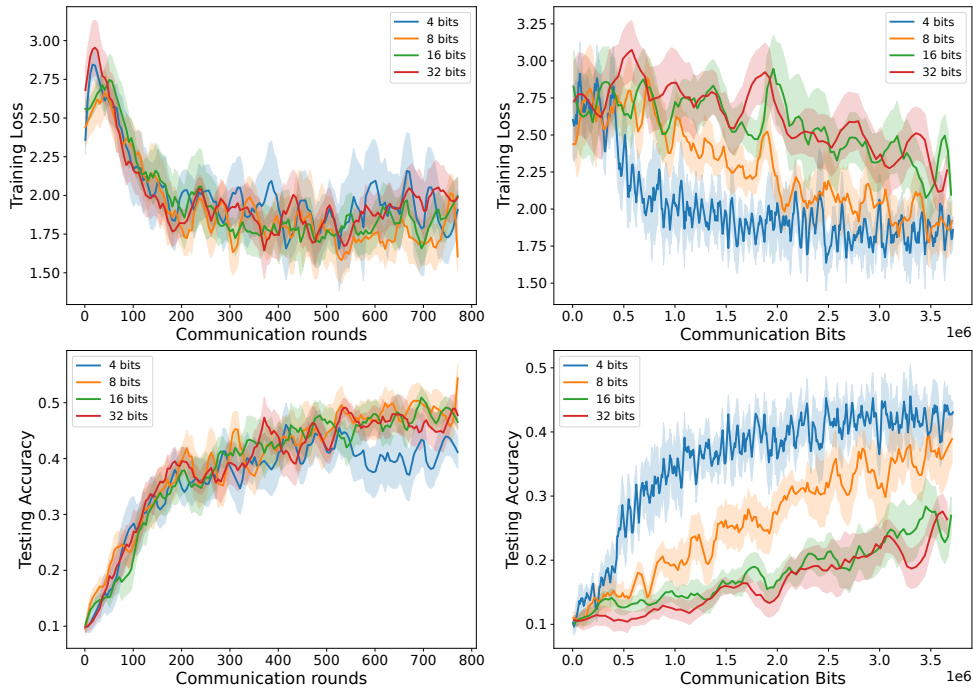 3.00
2.75
2.50
2.25
2.00
1.75
1.50
Training Loss
0 100 200 300 400 500 600 700 800
Communication rounds
4 bits
8 bits
16 bits
32 bits
3.25
3.00
2.75
2.50
2.25
2.00
1.75
1.50
Training Loss
0.0 0.5 1.0 1.5 2.0 2.5 3.0 3.5
1e6
Communication Bits
4 bits
8 bits
16 bits
32 bits
0.5
0.4
0.3
0.2
0.1
Testing Accuracy
0 100 200 300 400 500 600 700 800
Communication rounds
4 bits
8 bits
16 bits
32 bits
0.5
0.4
0.3
0.2
0.1
Testing Accuracy
0.0 0.5 1.0 1.5 2.0 2.5 3.0 3.5
1e6
Communication Bits
4 bits
8 bits
16 bits
32 bits